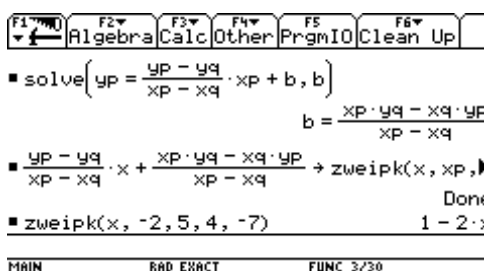 F1 F2 Algebra F3 Calc F4 Other F5 PrgmIO F6 Clean Up
▪ solve(yp = (yp − yq)/(xp − xq) · xp + b, b)
b = (xp·yq − xq·yp)/(xp − xq)
▪ (yp − yq)/(xp − xq) · x + (xp·yq − xq·yp)/(xp − xq) → zweipk(x, xp,▶
Done
▪ zweipk(x, -2, 5, 4, -7) 1 − 2·x
MAIN RAD EXACT FUNC 3/30